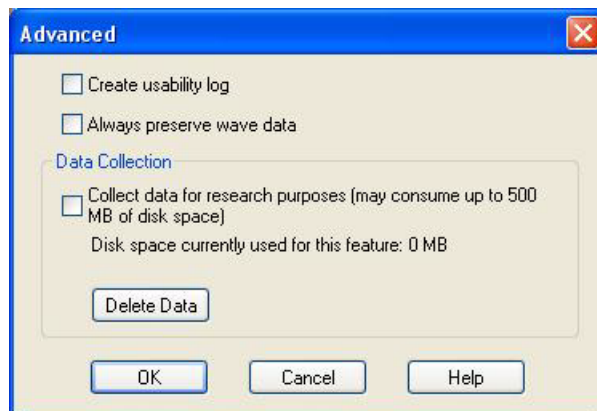 Advanced
Create usability log
Always preserve wave data
Data Collection
Collect data for research purposes (may consume up to 500
MB of disk space)
Disk space currently used for this feature: 0 MB
Delete Data
OK
Cancel
Help